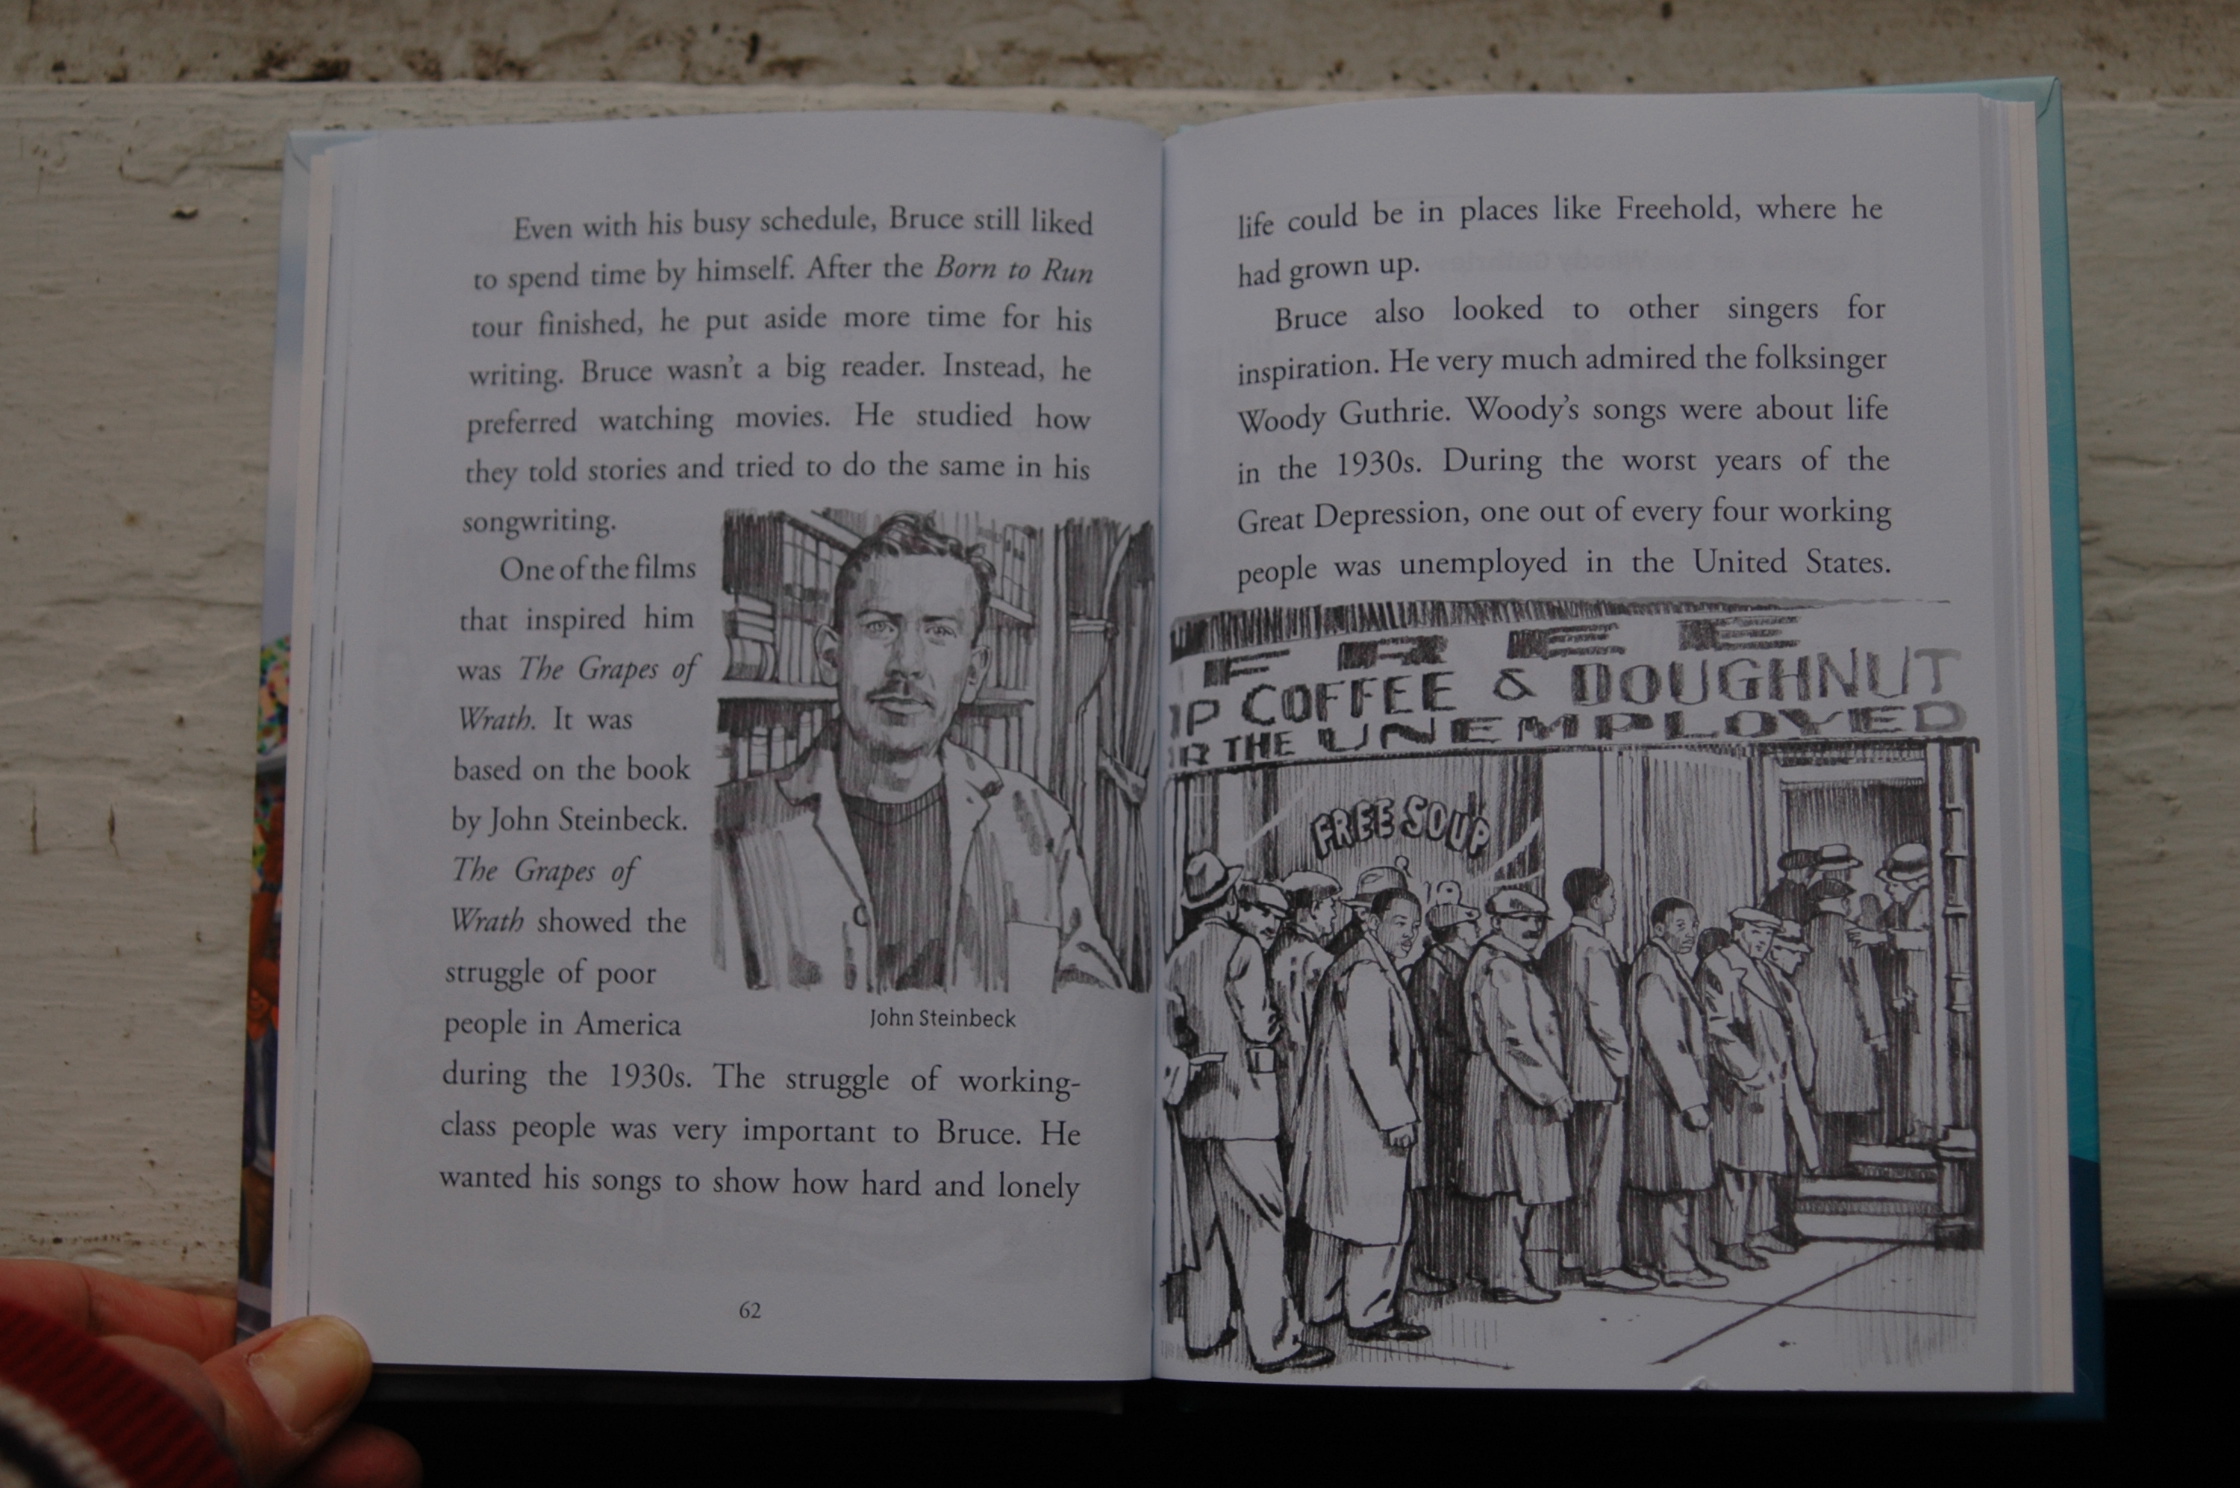 Even with his busy schedule, Bruce still liked
to spend time by himself. After the Born to Run
tour finished, he put aside more time for his
writing. Bruce wasn't a big reader. Instead, he
preferred watching movies. He studied how
they told stories and tried to do the same in his
songwriting.
One of the films
that inspired him
was The Grapes of
Wrath. It was
based on the book
by John Steinbeck.
The Grapes of
Wrath showed the
struggle of poor
people in America
during the 1930s. The struggle of working-
class people was very important to Bruce. He
wanted his songs to show how hard and lonely
John Steinbeck
62
life could be in places like Freehold, where he
had grown up.
Bruce also looked to other singers for
inspiration. He very much admired the folksinger
Woody Guthrie. Woody's songs were about life
in the 1930s. During the worst years of the
Great Depression, one out of every four working
people was unemployed in the United States.
FREE
UP COFFEE & DOUGHNUT
R THE UNEMPLOYED
FREE SOUP